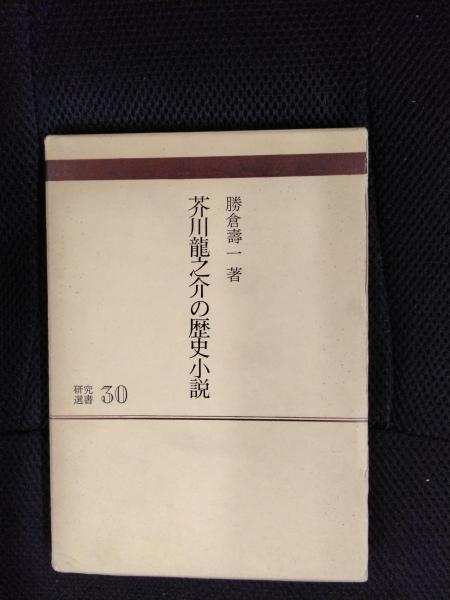 勝倉壽一著
芥川龍之介の歴史小説
研究
選書
30